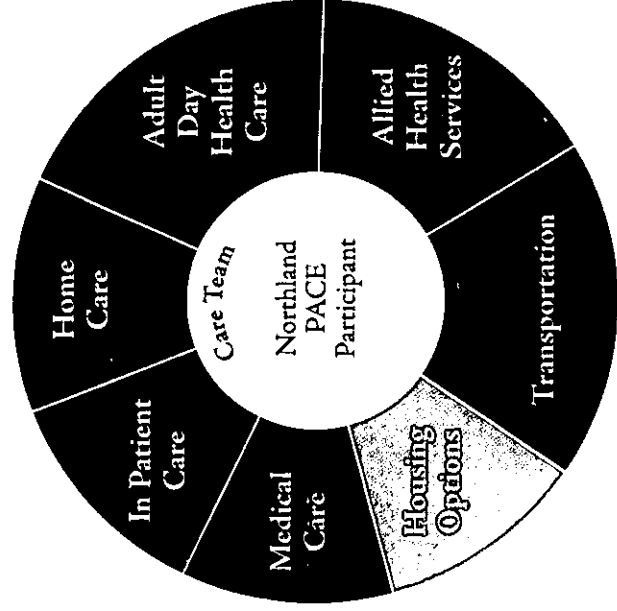 Care Team
Northland
PACE
Participant
Home
Care
Adult
Day
Health
Care
Allied
Health
Services
Transportation
Housing
Options
Medical
Care
In Patient
Care